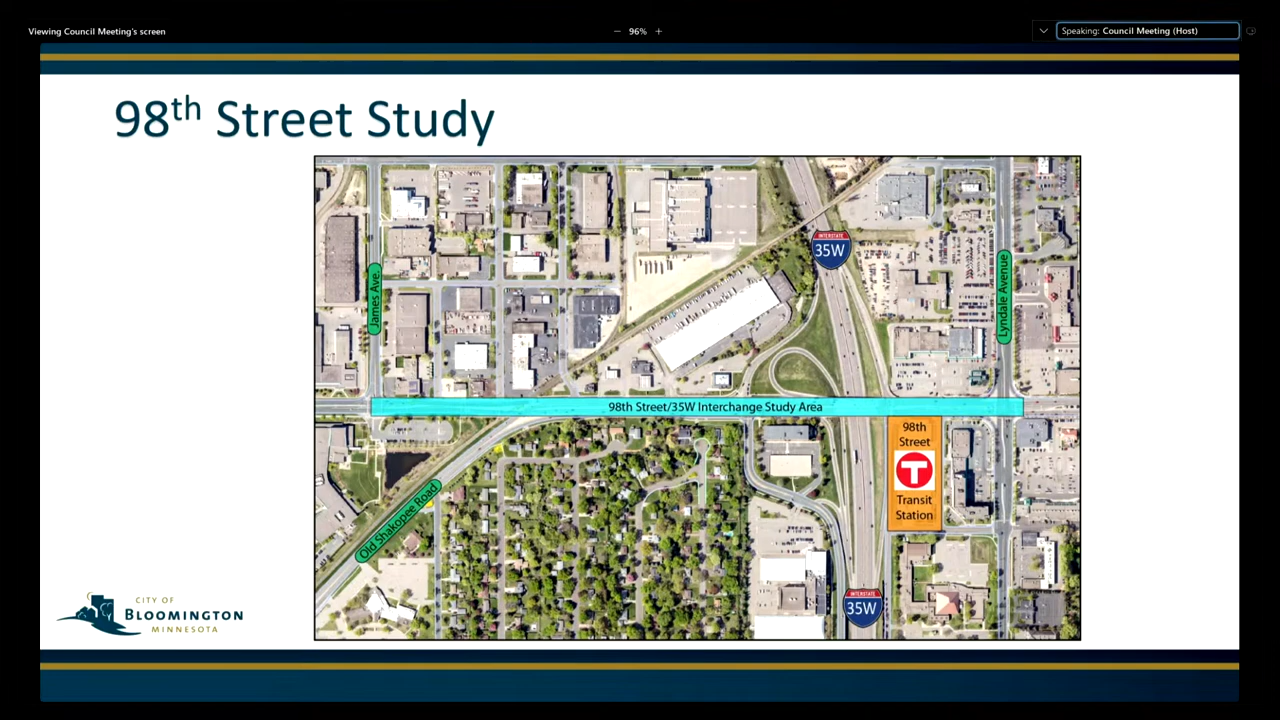 Viewing Council Meeting's screen
− 96% +
Speaking: Council Meeting (Host)
98th Street Study
INTERSTATE
35W
James Ave.
Lyndale Avenue
98th Street/35W Interchange Study Area
98th
Street
T
Transit
Station
Old Shakopee Road
INTERSTATE
35W
CITY OF
BLOOMINGTON
MINNESOTA